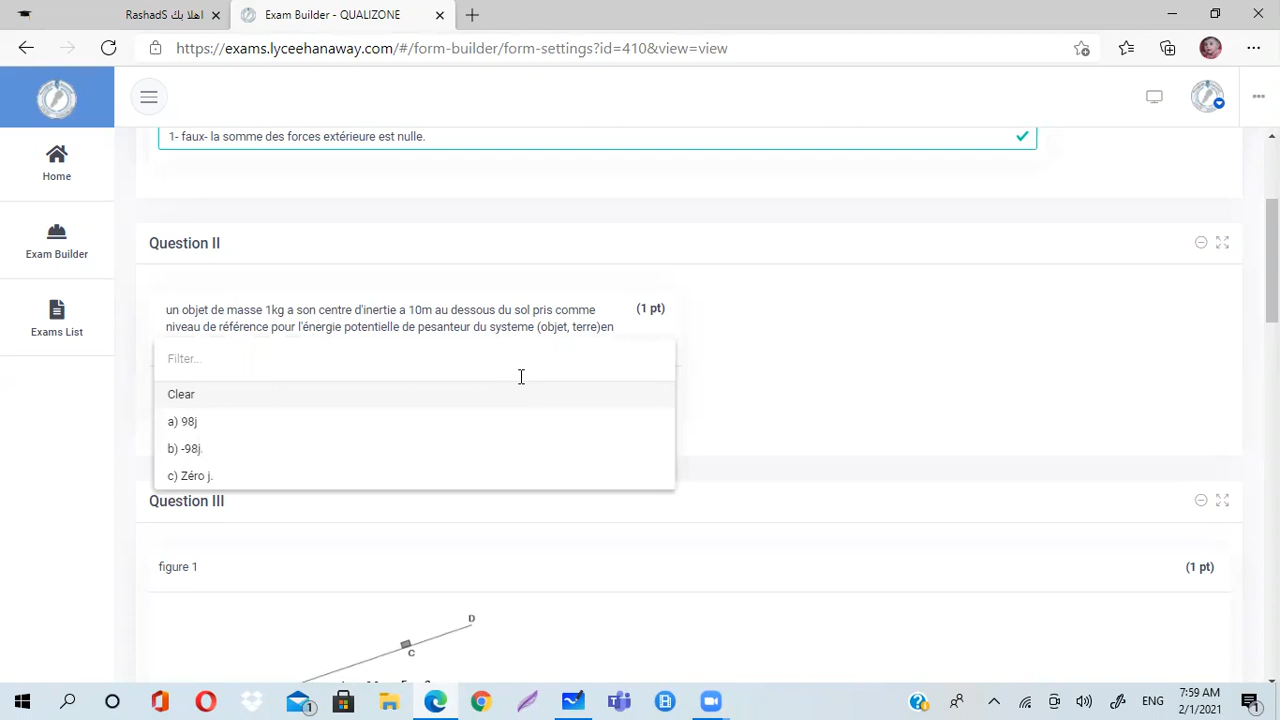 RashadS اهلا بك
Exam Builder - QUALIZONE
https://exams.lyceehanaway.com/#/form-builder/form-settings?id=410&view=view
1- faux- la somme des forces extérieure est nulle.
Home
Exam Builder
Exams List
Question II
un objet de masse 1kg a son centre d'inertie a 10m au dessous du sol pris comme
niveau de référence pour l'énergie potentielle de pesanteur du systeme (objet, terre)en
(1 pt)
Filter...
Clear
a) 98j
b) -98j.
c) Zéro j.
Question III
figure 1
(1 pt)
D
C
ENG
7:59 AM
2/1/2021